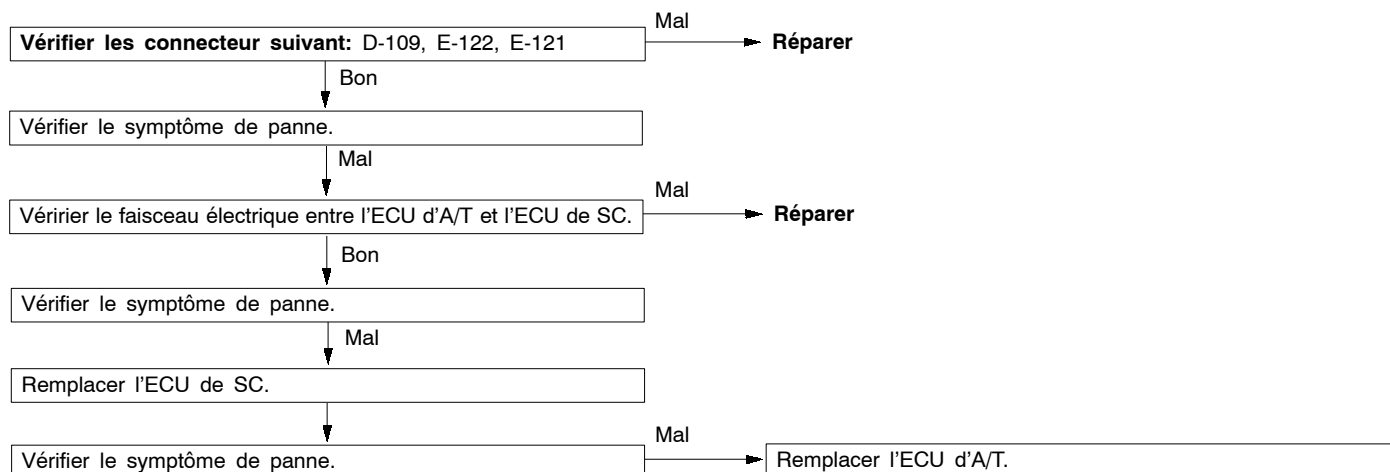 Vérifier les connecteur suivant: D-109, E-122, E-121
Mal
Réparer
Bon
Vérifier le symptôme de panne.
Mal
Véririer le faisceau électrique entre l'ECU d'A/T et l'ECU de SC.
Mal
Réparer
Bon
Vérifier le symptôme de panne.
Mal
Remplacer l'ECU de SC.
Vérifier le symptôme de panne.
Mal
Remplacer l'ECU d'A/T.